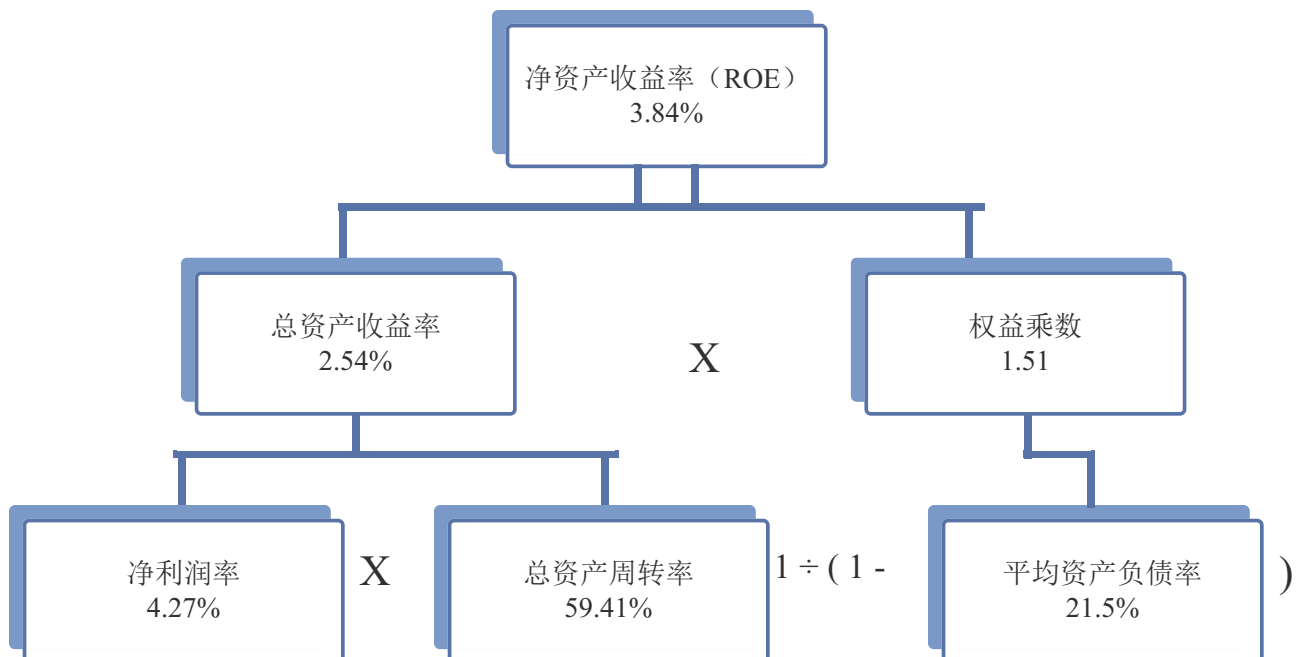 净资产收益率（ROE）
3.84%
总资产收益率
2.54%
X
权益乘数
1.51
净利润率
4.27%
X
总资产周转率
59.41%
1 ÷ ( 1 -
平均资产负债率
21.5%
)